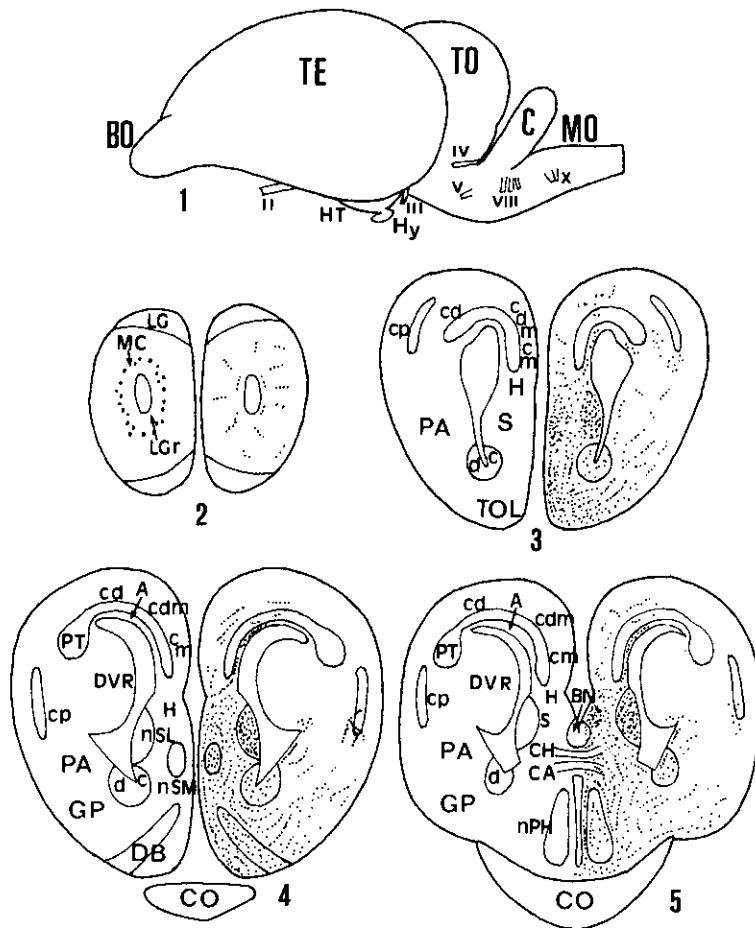 TE
TO
BO
C
MO
IV
V
VIII
X
II
HT
III
Hy
1
LG
MC
LGr
2
cp
cd
c
d
m
c
m
H
PA
S
d
c
TOL
3
cd
A
cdm
PT
c
m
DVR
cp
H
nSL
PA
d
c
nSM
GP
DB
CO
4
cd
A
cdm
PT
cm
DVR
H
BN
cp
S
PA
CH
CA
d
GP
nPH
CO
5